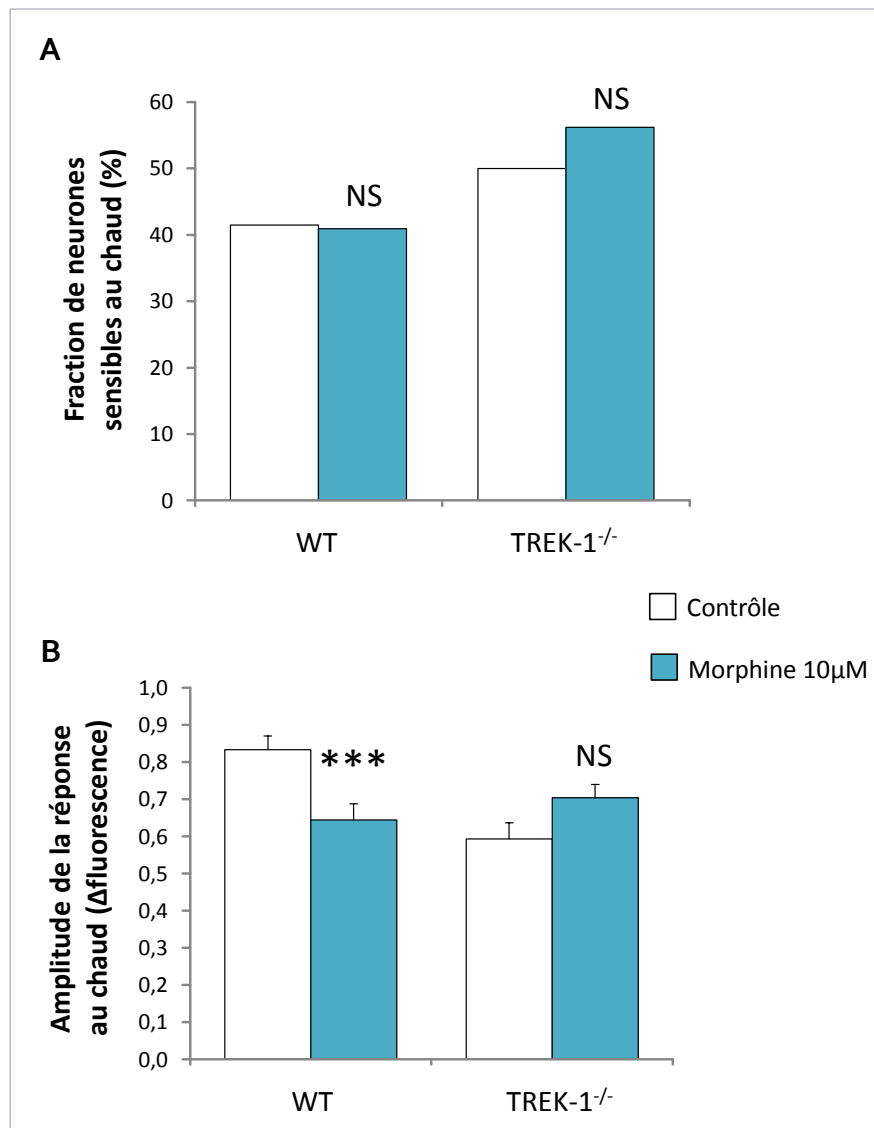 A
Fraction de neurones
sensibles au chaud (%)
60
50
40
30
20
10
0
NS
NS
WT
TREK-1-/-
Contrôle
Morphine 10µM
B
Amplitude de la réponse
au chaud (Δfluorescence)
1,0
0,9
0,8
0,7
0,6
0,5
0,4
0,3
0,2
0,1
0,0
***
NS
WT
TREK-1-/-